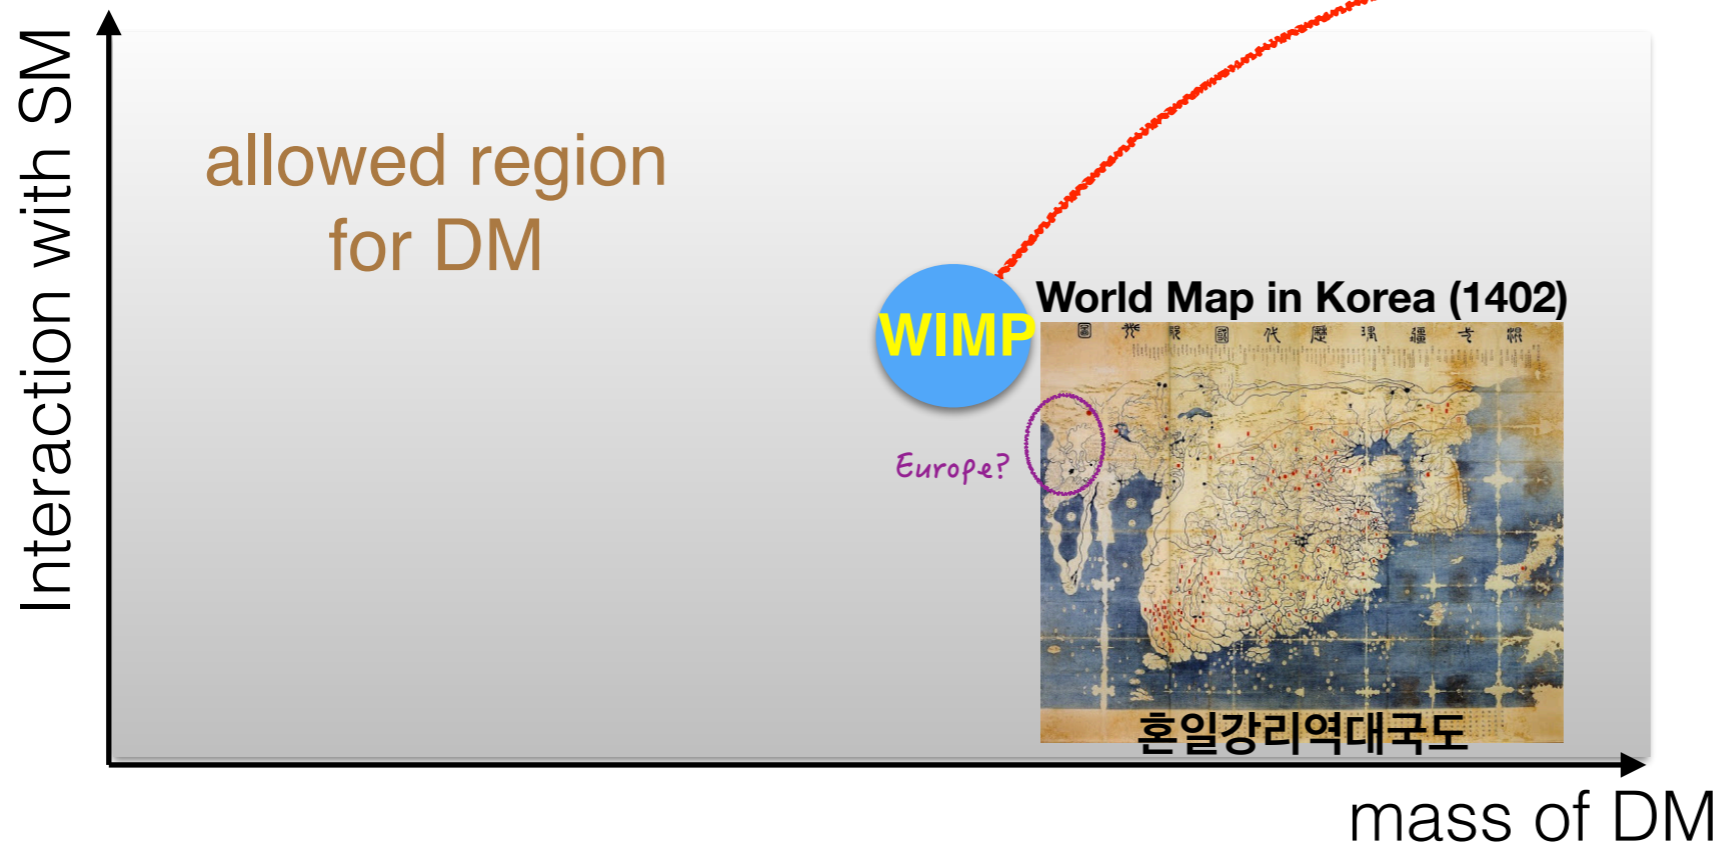 Interaction with SM
allowed region
for DM
WIMP
World Map in Korea (1402)
Europe?
혼일강리역대국도
mass of DM